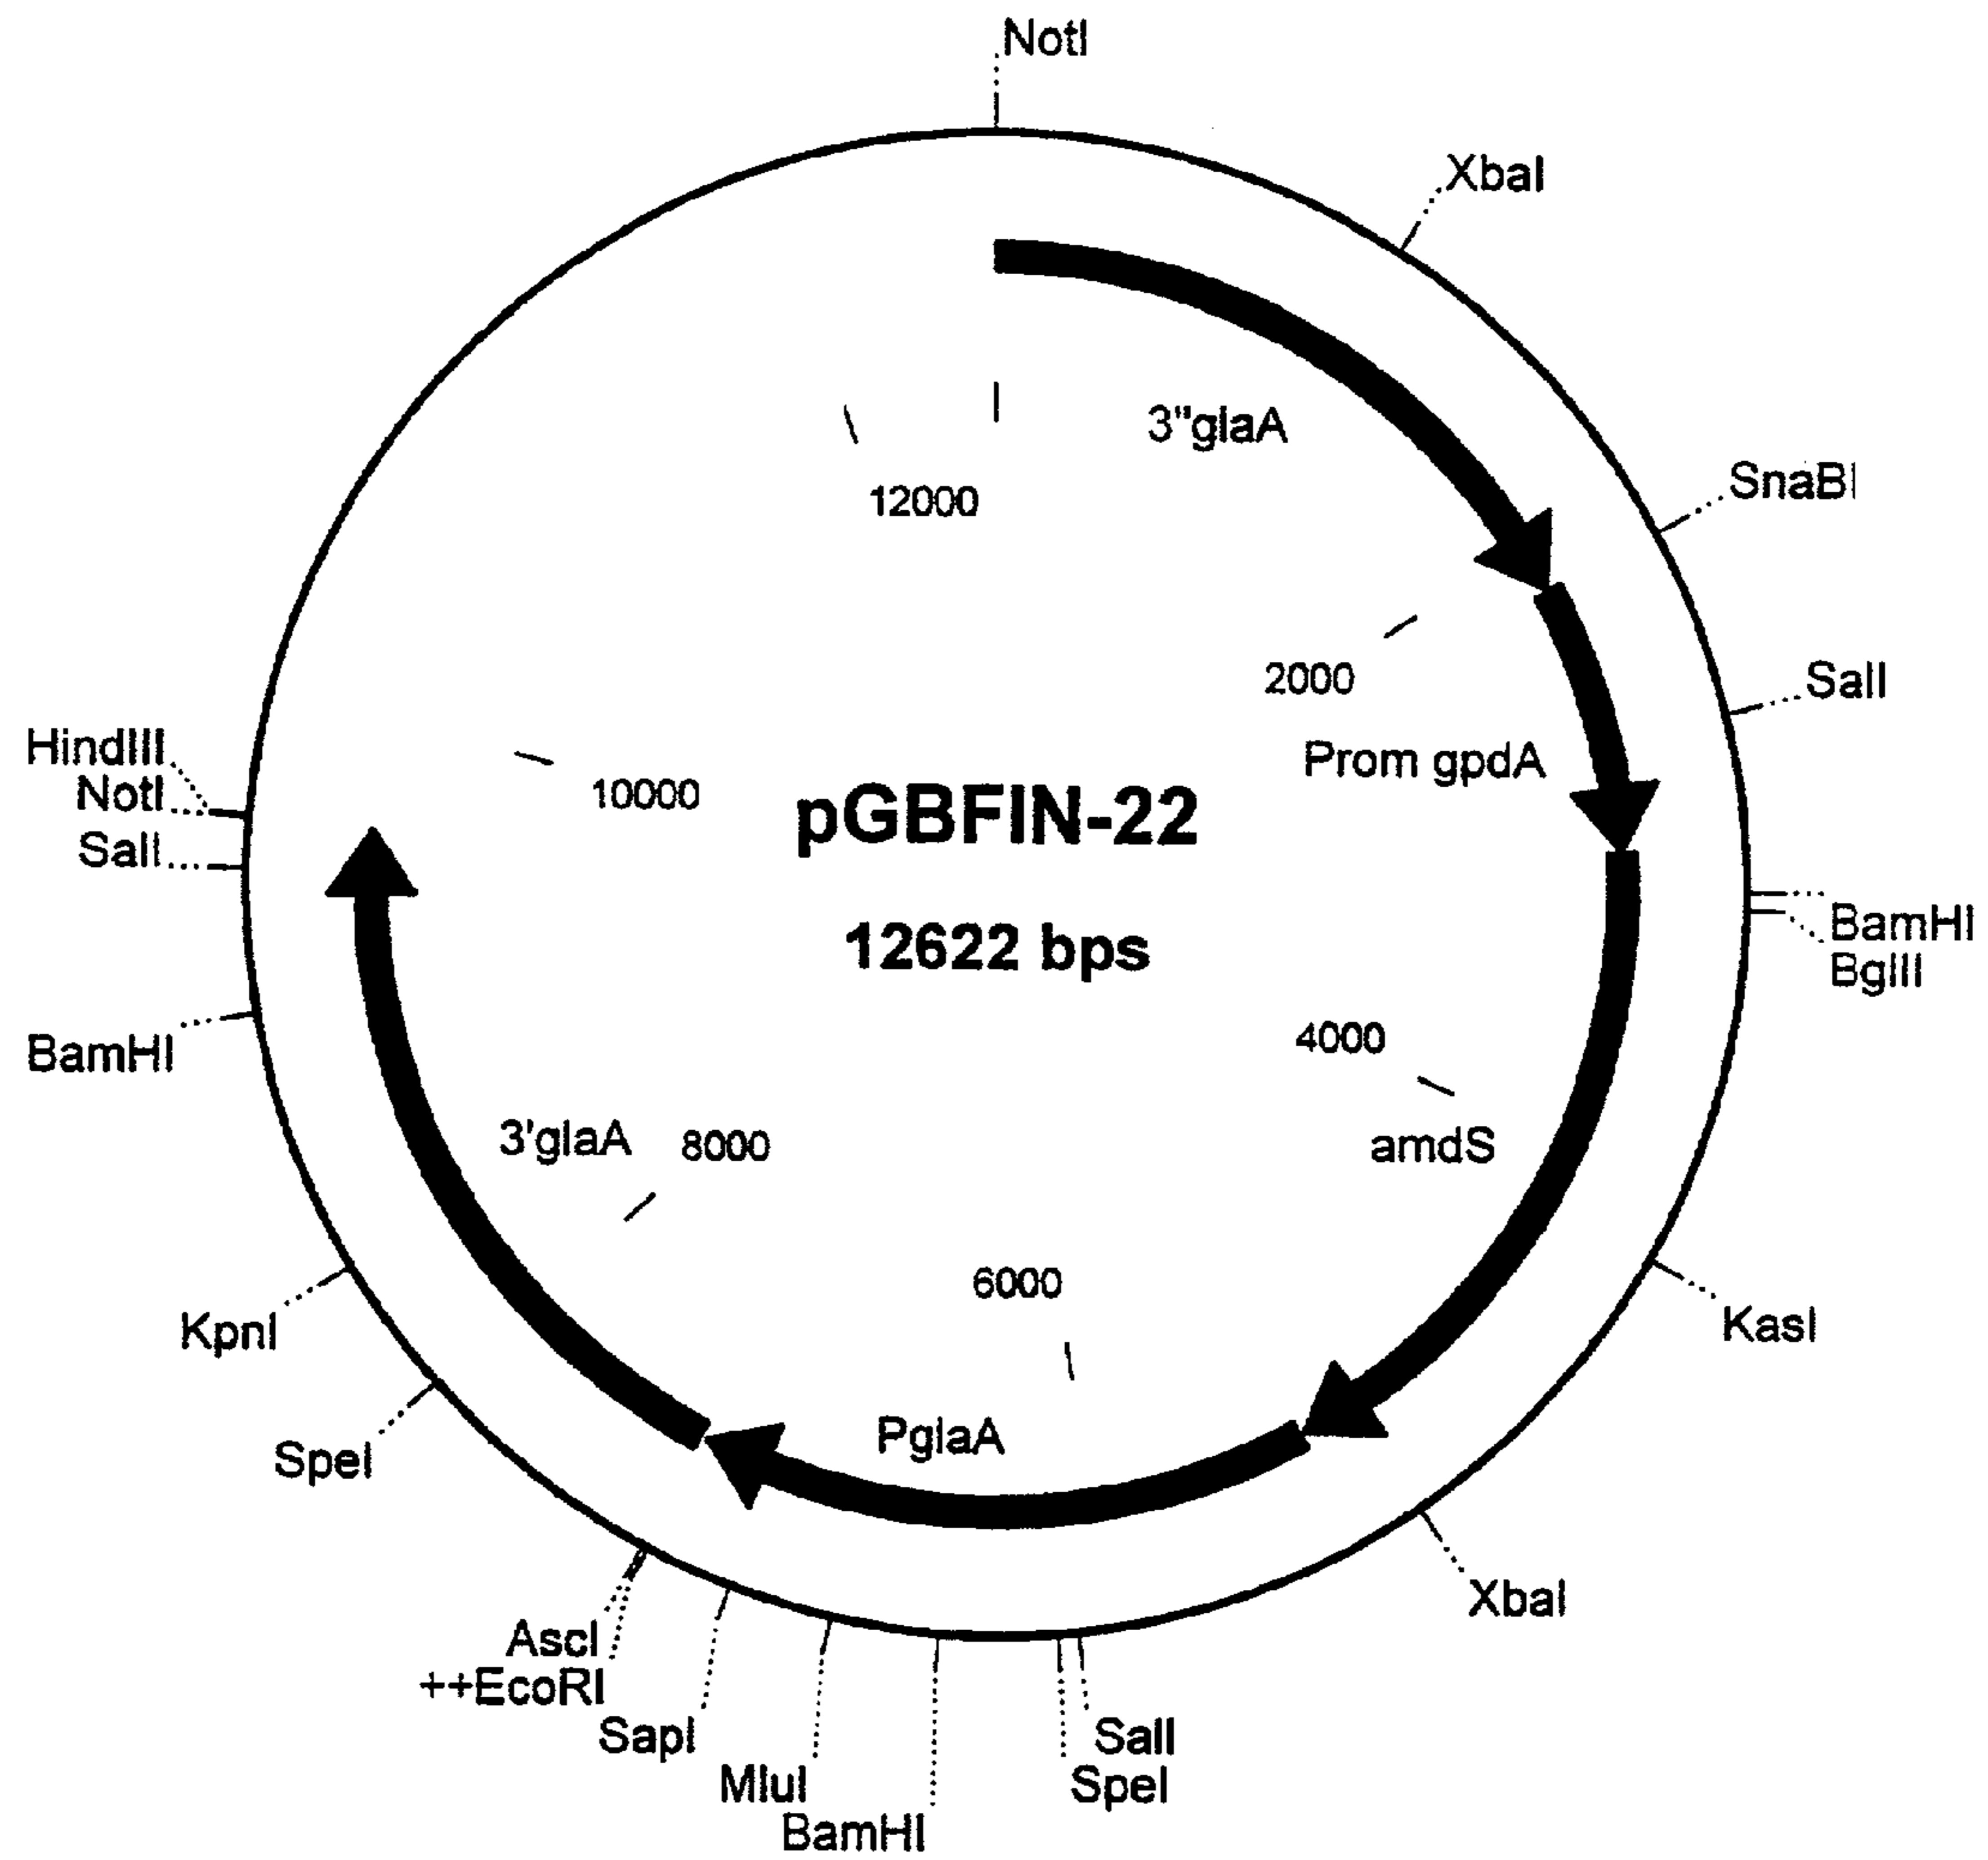 NotI
XbaI
3"glaA
SnaBI
12000
2000
SalI
Prom gpdA
HindIII
NotI
10000
pGBFIN-22
SalI
BamHI
12622 bps
BglII
4000
BamHI
3'glaA
8000
amdS
6000
KpnI
KasI
PglaA
SpeI
XbaI
AscI
++EcoRI
SapI
SalI
MluI
SpeI
BamHI